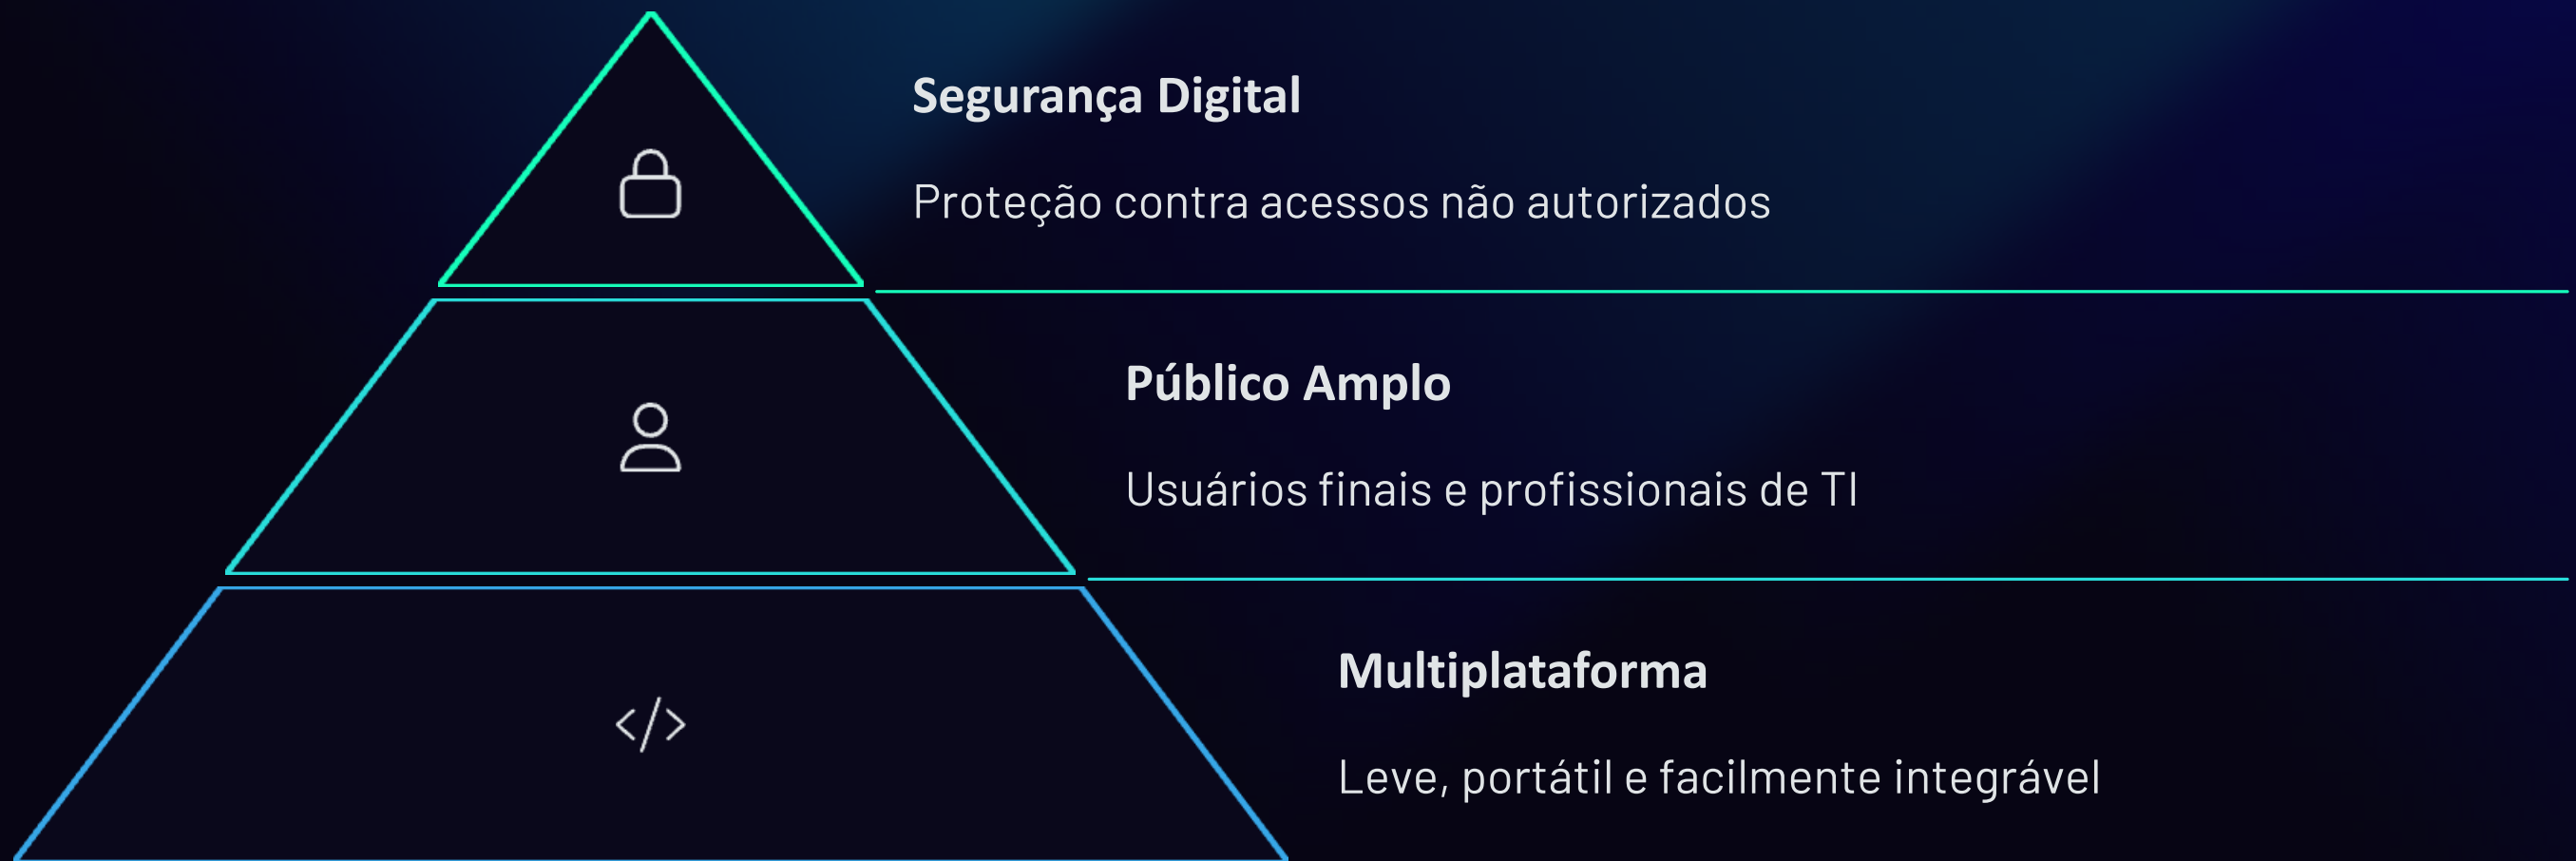 Segurança Digital
Proteção contra acessos não autorizados
Público Amplo
Usuários finais e profissionais de TI
</>
Multiplataforma
Leve, portátil e facilmente integrável